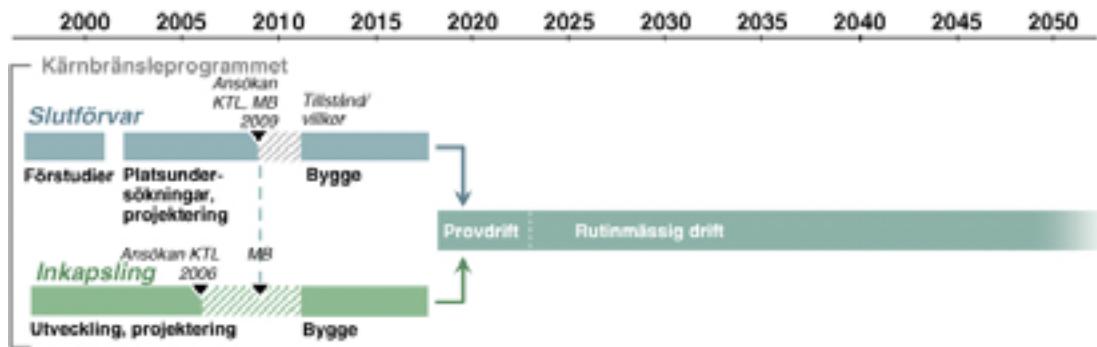 2000 2005 2010 2015 2020 2025 2030 2035 2040 2045 2050
Kärnbränsleprogrammet
Slutförvar
Ansökan
KTL, MB
2009
Tillstånd/
villkor
Förstudier
Platsunder-
sökningar,
projektering
Bygge
Provdrift
Rutinmässig drift
Inkapsling
Ansökan KTL
2006
MB
Utveckling, projektering
Bygge